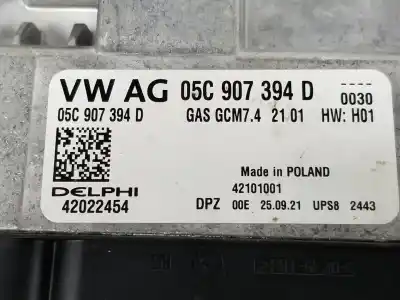 VW AG 05C 907 394 D
----
0030
05C 907 394 D GAS GCM7.4 21 01 HW: H01
Made in POLAND
42101001
DELPHI
42022454
DPZ 00E 25.09.21 UPS8 2443